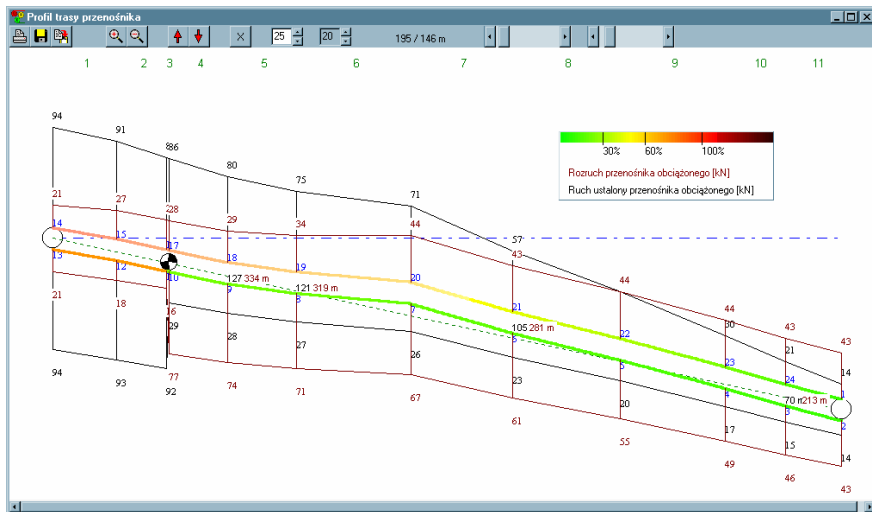 Profil trasy przenośnika
25 20 195 / 146 m
1 2 3 4 5 6 7 8 9 10 11
94
91
86
80
75
71
57
30% 60% 100%
Rozruch przenośnika obciążonego [kN]
Ruch ustalony przenośnika obciążonego [kN]
21 27 28 29 34 44 43 44 44 43 43
30 21 14
14 15 17 18 19 20 21 22 23 24 1
13 12 10 9 8 7 6 5 4 3 2
127 334 m
121 319 m
105 281 m
70 m 213 m
21 18 16
29 28 27 26 23 20 17 15 14
94 93 92
77 74 71 67 61 55 49 46 43